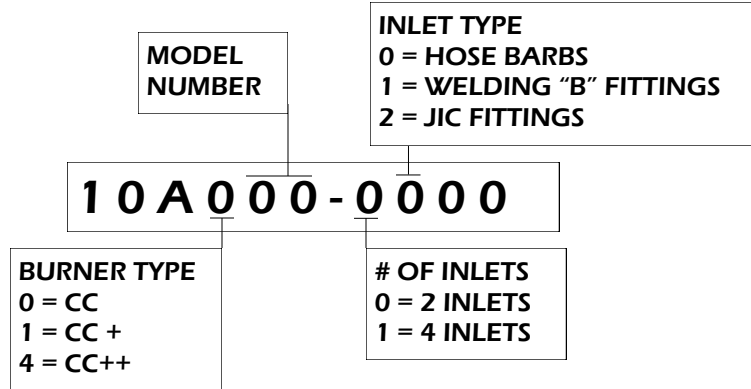 MODEL
NUMBER
INLET TYPE
0 = HOSE BARBS
1 = WELDING “B” FITTINGS
2 = JIC FITTINGS
10A000-0000
BURNER TYPE
0 = CC
1 = CC +
4 = CC++
# OF INLETS
0 = 2 INLETS
1 = 4 INLETS